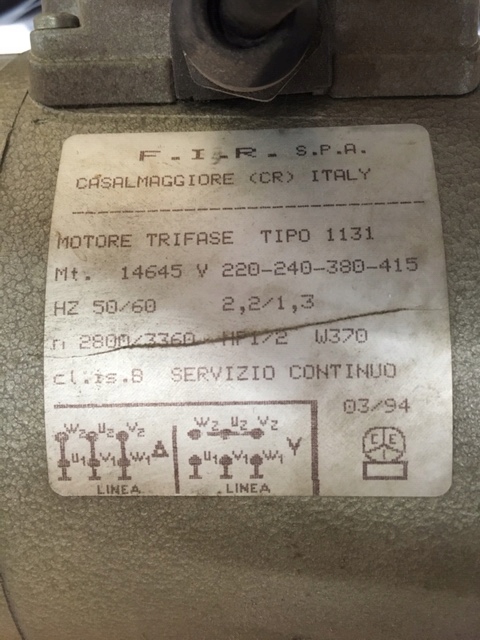 F.I.R. S.P.A.
CASALMAGGIORE (CR) ITALY
MOTORE TRIFASE TIPO 1131
Mt. 14645 V 220-240-380-415
HZ 50/60 2,2/1,3
n 2800/3360 HP1/2 W370
cl.is.B SERVIZIO CONTINUO
03/94
W2 U2 V2
U1 V1 W1 Δ
LINEA
W2 U2 V2
U1 V1 W1 Y
LINEA
CEI